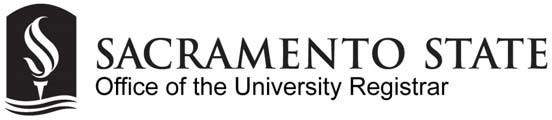 SACRAMENTO STATE
Office of the University Registrar